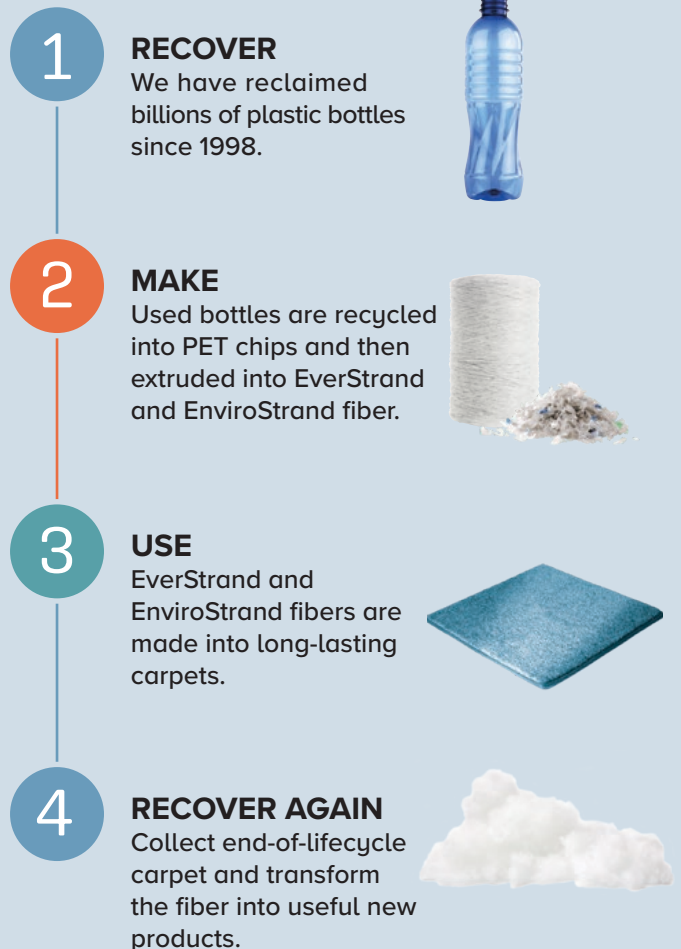 1
RECOVER
We have reclaimed
billions of plastic bottles
since 1998.
2
MAKE
Used bottles are recycled
into PET chips and then
extruded into EverStrand
and EnviroStrand fiber.
3
USE
EverStrand and
EnviroStrand fibers are
made into long-lasting
carpets.
4
RECOVER AGAIN
Collect end-of-lifecycle
carpet and transform
the fiber into useful new
products.